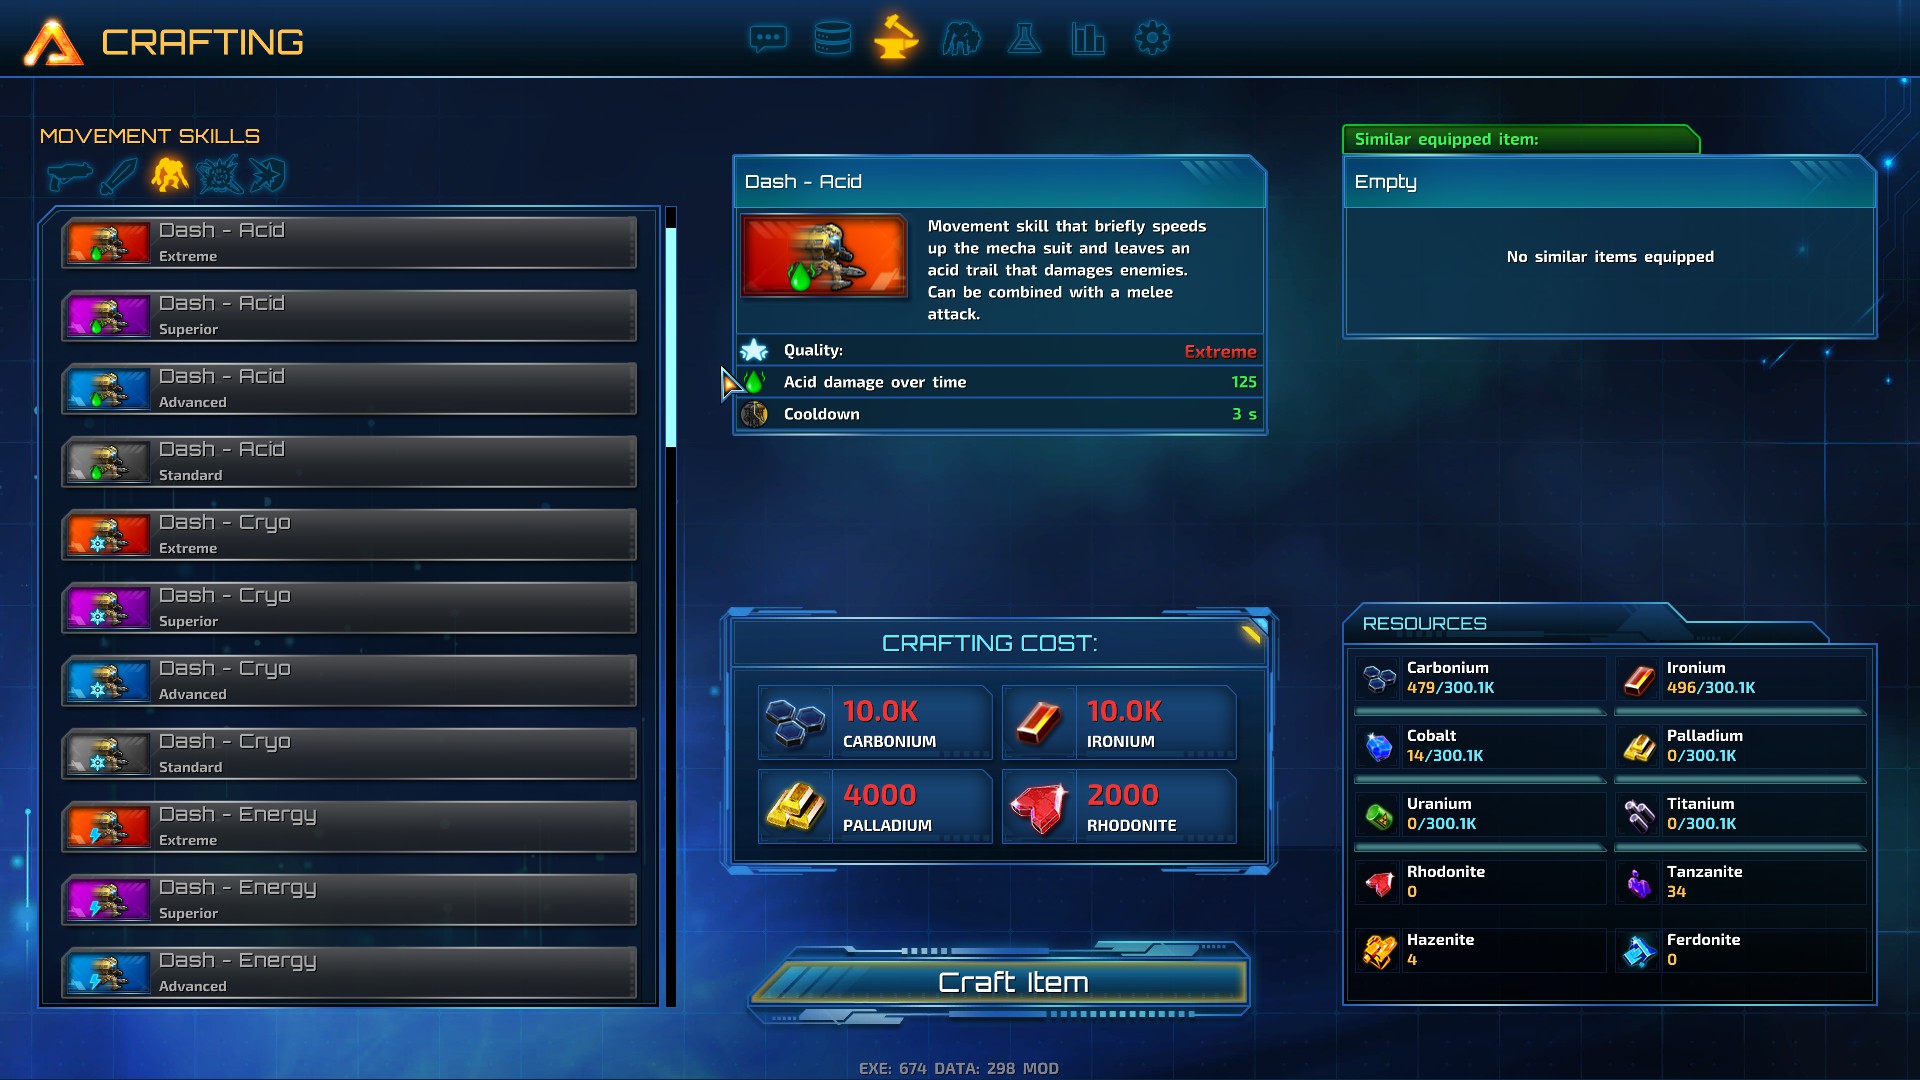 CRAFTING
MOVEMENT SKILLS
Dash - Acid
Extreme
Dash - Acid
Superior
Dash - Acid
Advanced
Dash - Acid
Standard
Dash - Cryo
Extreme
Dash - Cryo
Superior
Dash - Cryo
Advanced
Dash - Cryo
Standard
Dash - Energy
Extreme
Dash - Energy
Superior
Dash - Energy
Advanced
Dash - Acid
Movement skill that briefly speeds
up the mecha suit and leaves an
acid trail that damages enemies.
Can be combined with a melee
attack.
Quality: Extreme
Acid damage over time 125
Cooldown 3 s
CRAFTING COST:
10.0K
CARBONIUM
10.0K
IRONIUM
4000
PALLADIUM
2000
RHODONITE
Craft Item
Similar equipped item:
Empty
No similar items equipped
RESOURCES
Carbonium
479/300.1K
Ironium
496/300.1K
Cobalt
14/300.1K
Palladium
0/300.1K
Uranium
0/300.1K
Titanium
0/300.1K
Rhodonite
0
Tanzanite
34
Hazenite
4
Ferdonite
0
EXE: 674 DATA: 298 MOD